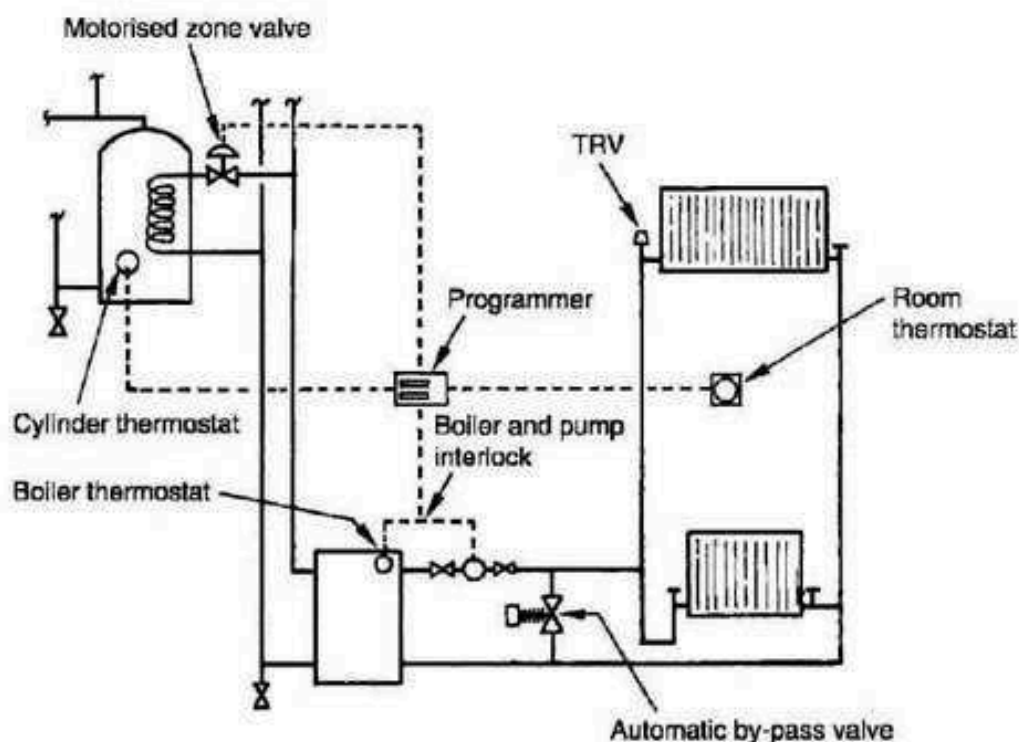 Motorised zone valve
TRV
Programmer
Room
thermostat
Cylinder thermostat
Boiler and pump
interlock
Boiler thermostat
Automatic by-pass valve